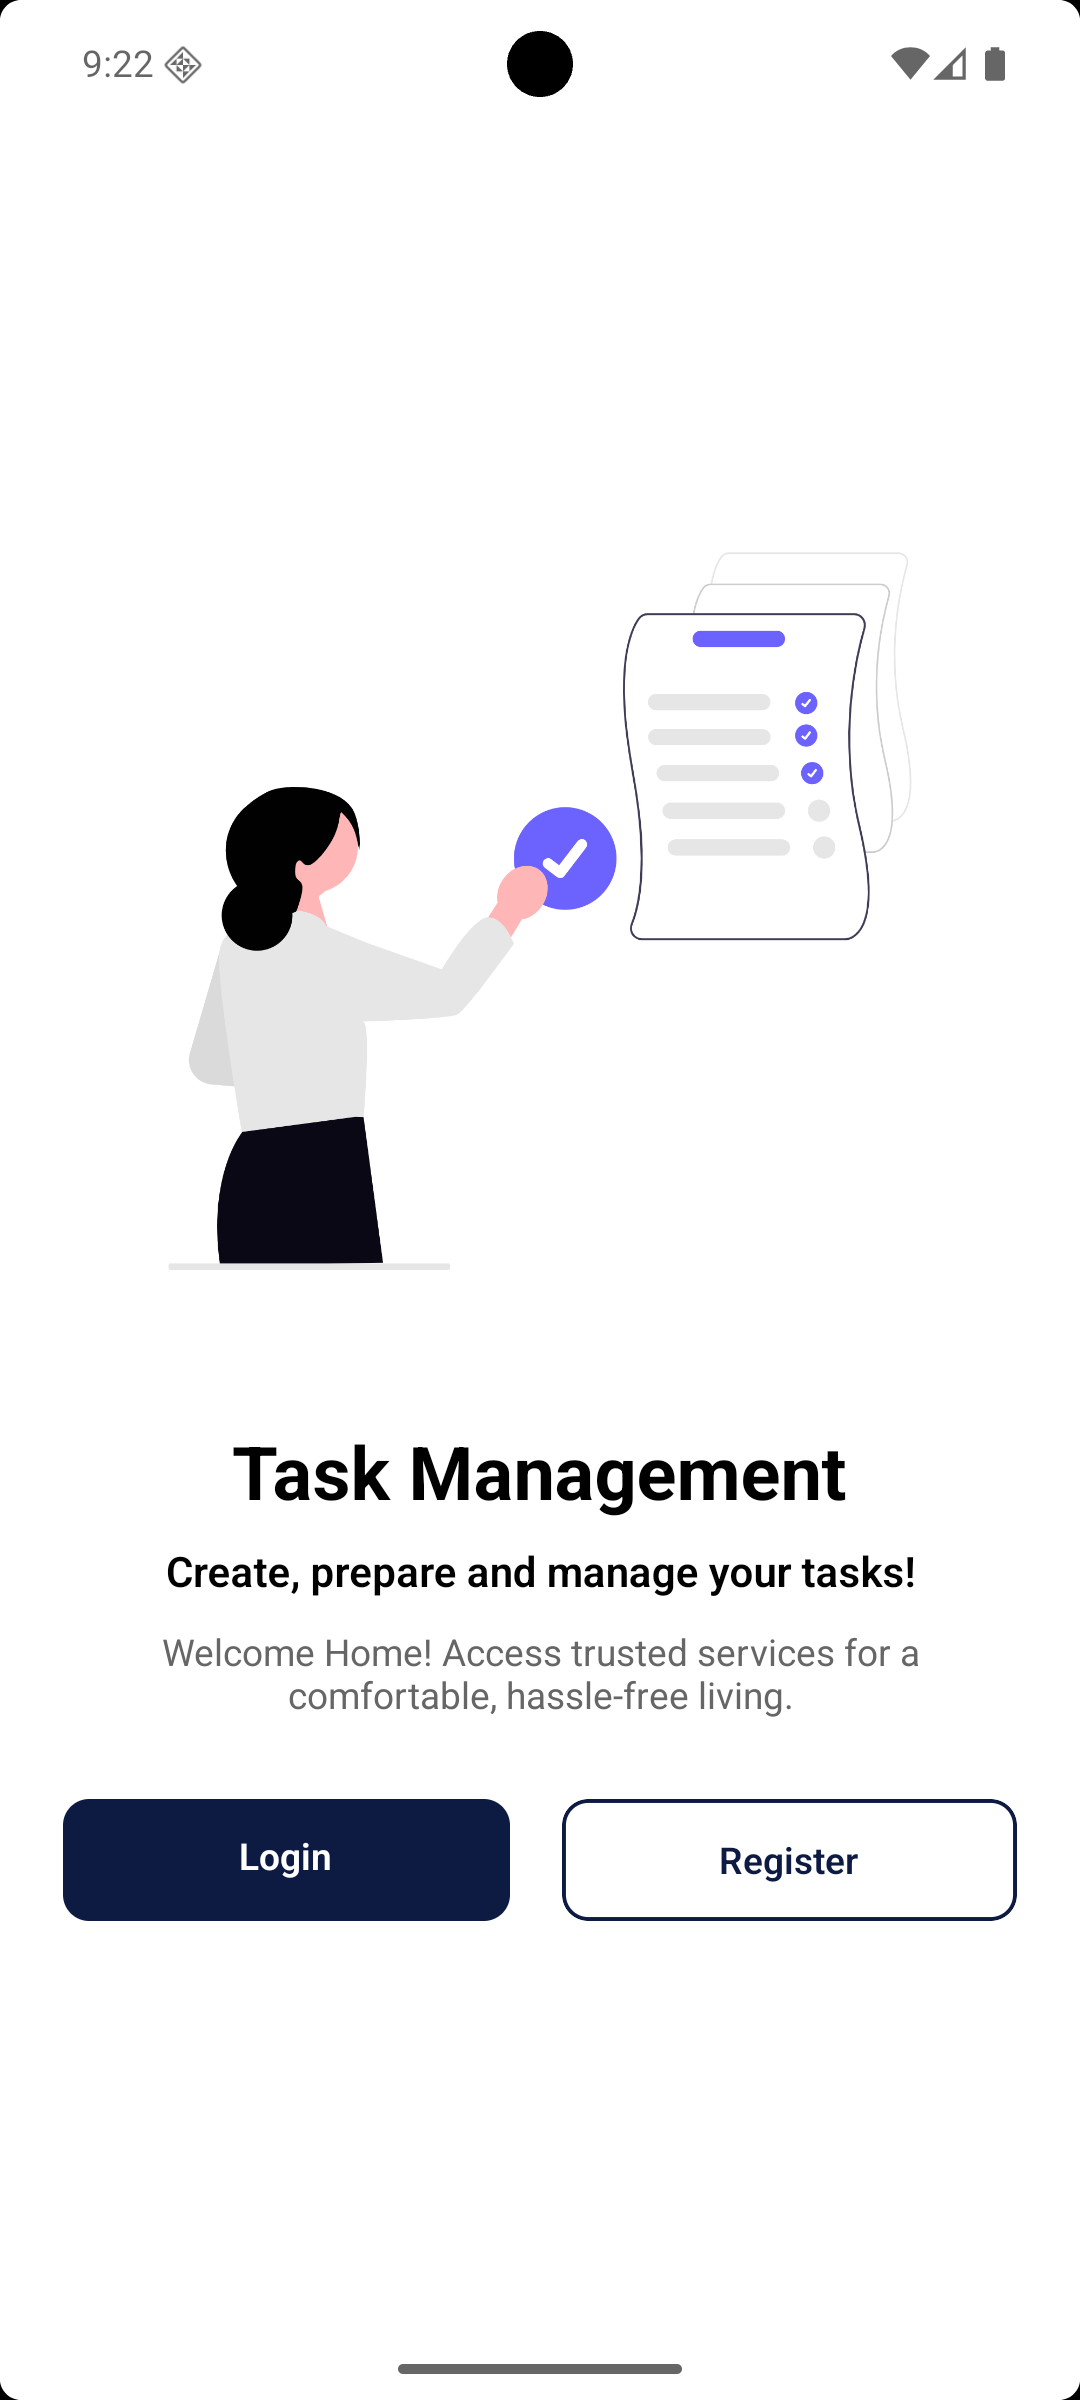 9:22
Task Management
Create, prepare and manage your tasks!
Welcome Home! Access trusted services for a
comfortable, hassle-free living.
Login
Register